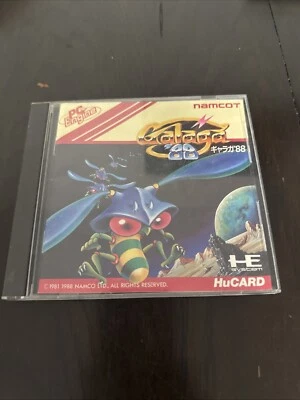 PC Engine
NAMCOT
Galaga
'88
ギャラガ'88
© 1981 1988 NAMCO LTD., ALL RIGHTS RESERVED.
HE
SYSTEM
HuCARD